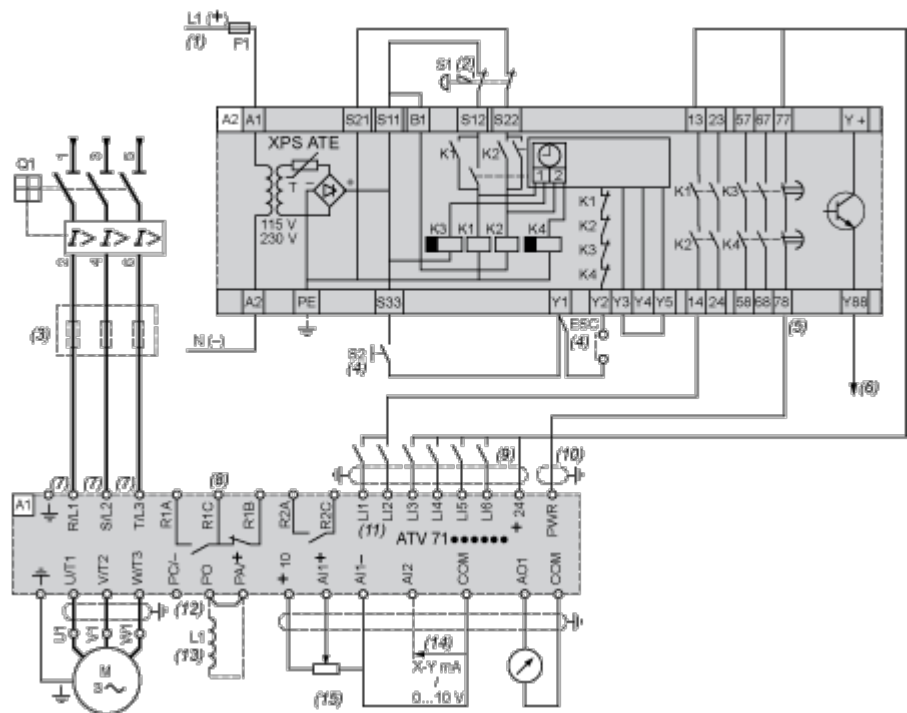 L1 (+)
(1)
F1
S1 (2)
A2 A1 S21 S11 B1 S12 S22 13 23 57 67 77 Y +
XPS ATE
K1 K2
T
+
1 2
115 V
230 V
K3 K1 K2 K4
K1
K2
K3
K4
K1 K3
K2 K4
A2 PE S33 Y1 Y2 Y3 Y4 Y5 14 24 58 68 78 Y88
N (–)
S2
(4)
ESC
(4)
(5)
(6)
Q1
1 3 5
I> I> I>
2 4 6
(3)
(9) (10)
A1
(7) (7) (7) (8)
R/L1 S/L2 T/L3 R1A R1C R1B R2A R2C LI1 LI2 LI3 LI4 LI5 LI6 +24 PWR
(11)
ATV 71••••••
U/T1 V/T2 W/T3 PC/- PO PA/+ +10 AI1+ AI1– AI2 COM AO1 COM
(12)
U1 V1 W1
L1
(13)
M
3 ~
(14)
X-Y mA
/
0...10 V
(15)